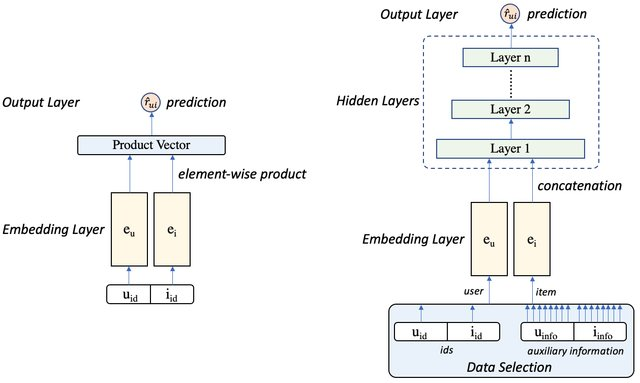 r̂ui prediction
Output Layer
Product Vector
element-wise product
Embedding Layer
eu ei
uid iid
Output Layer
r̂ui prediction
Layer n
Hidden Layers
Layer 2
Layer 1
concatenation
Embedding Layer
eu ei
user item
uid iid uinfo iinfo
ids auxiliary information
Data Selection